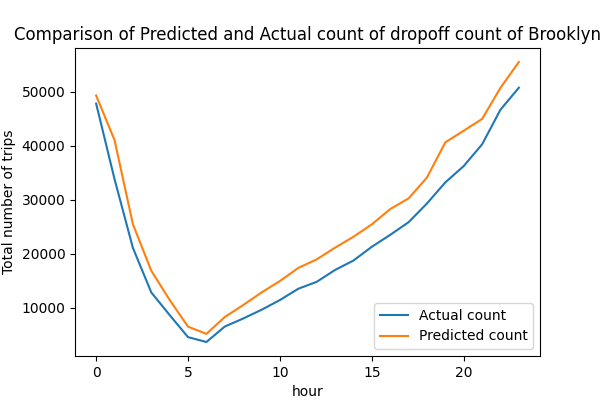 Comparison of Predicted and Actual count of dropoff count of Brooklyn
Total number of trips
50000
40000
30000
20000
10000
Actual count
Predicted count
0 5 10 15 20
hour